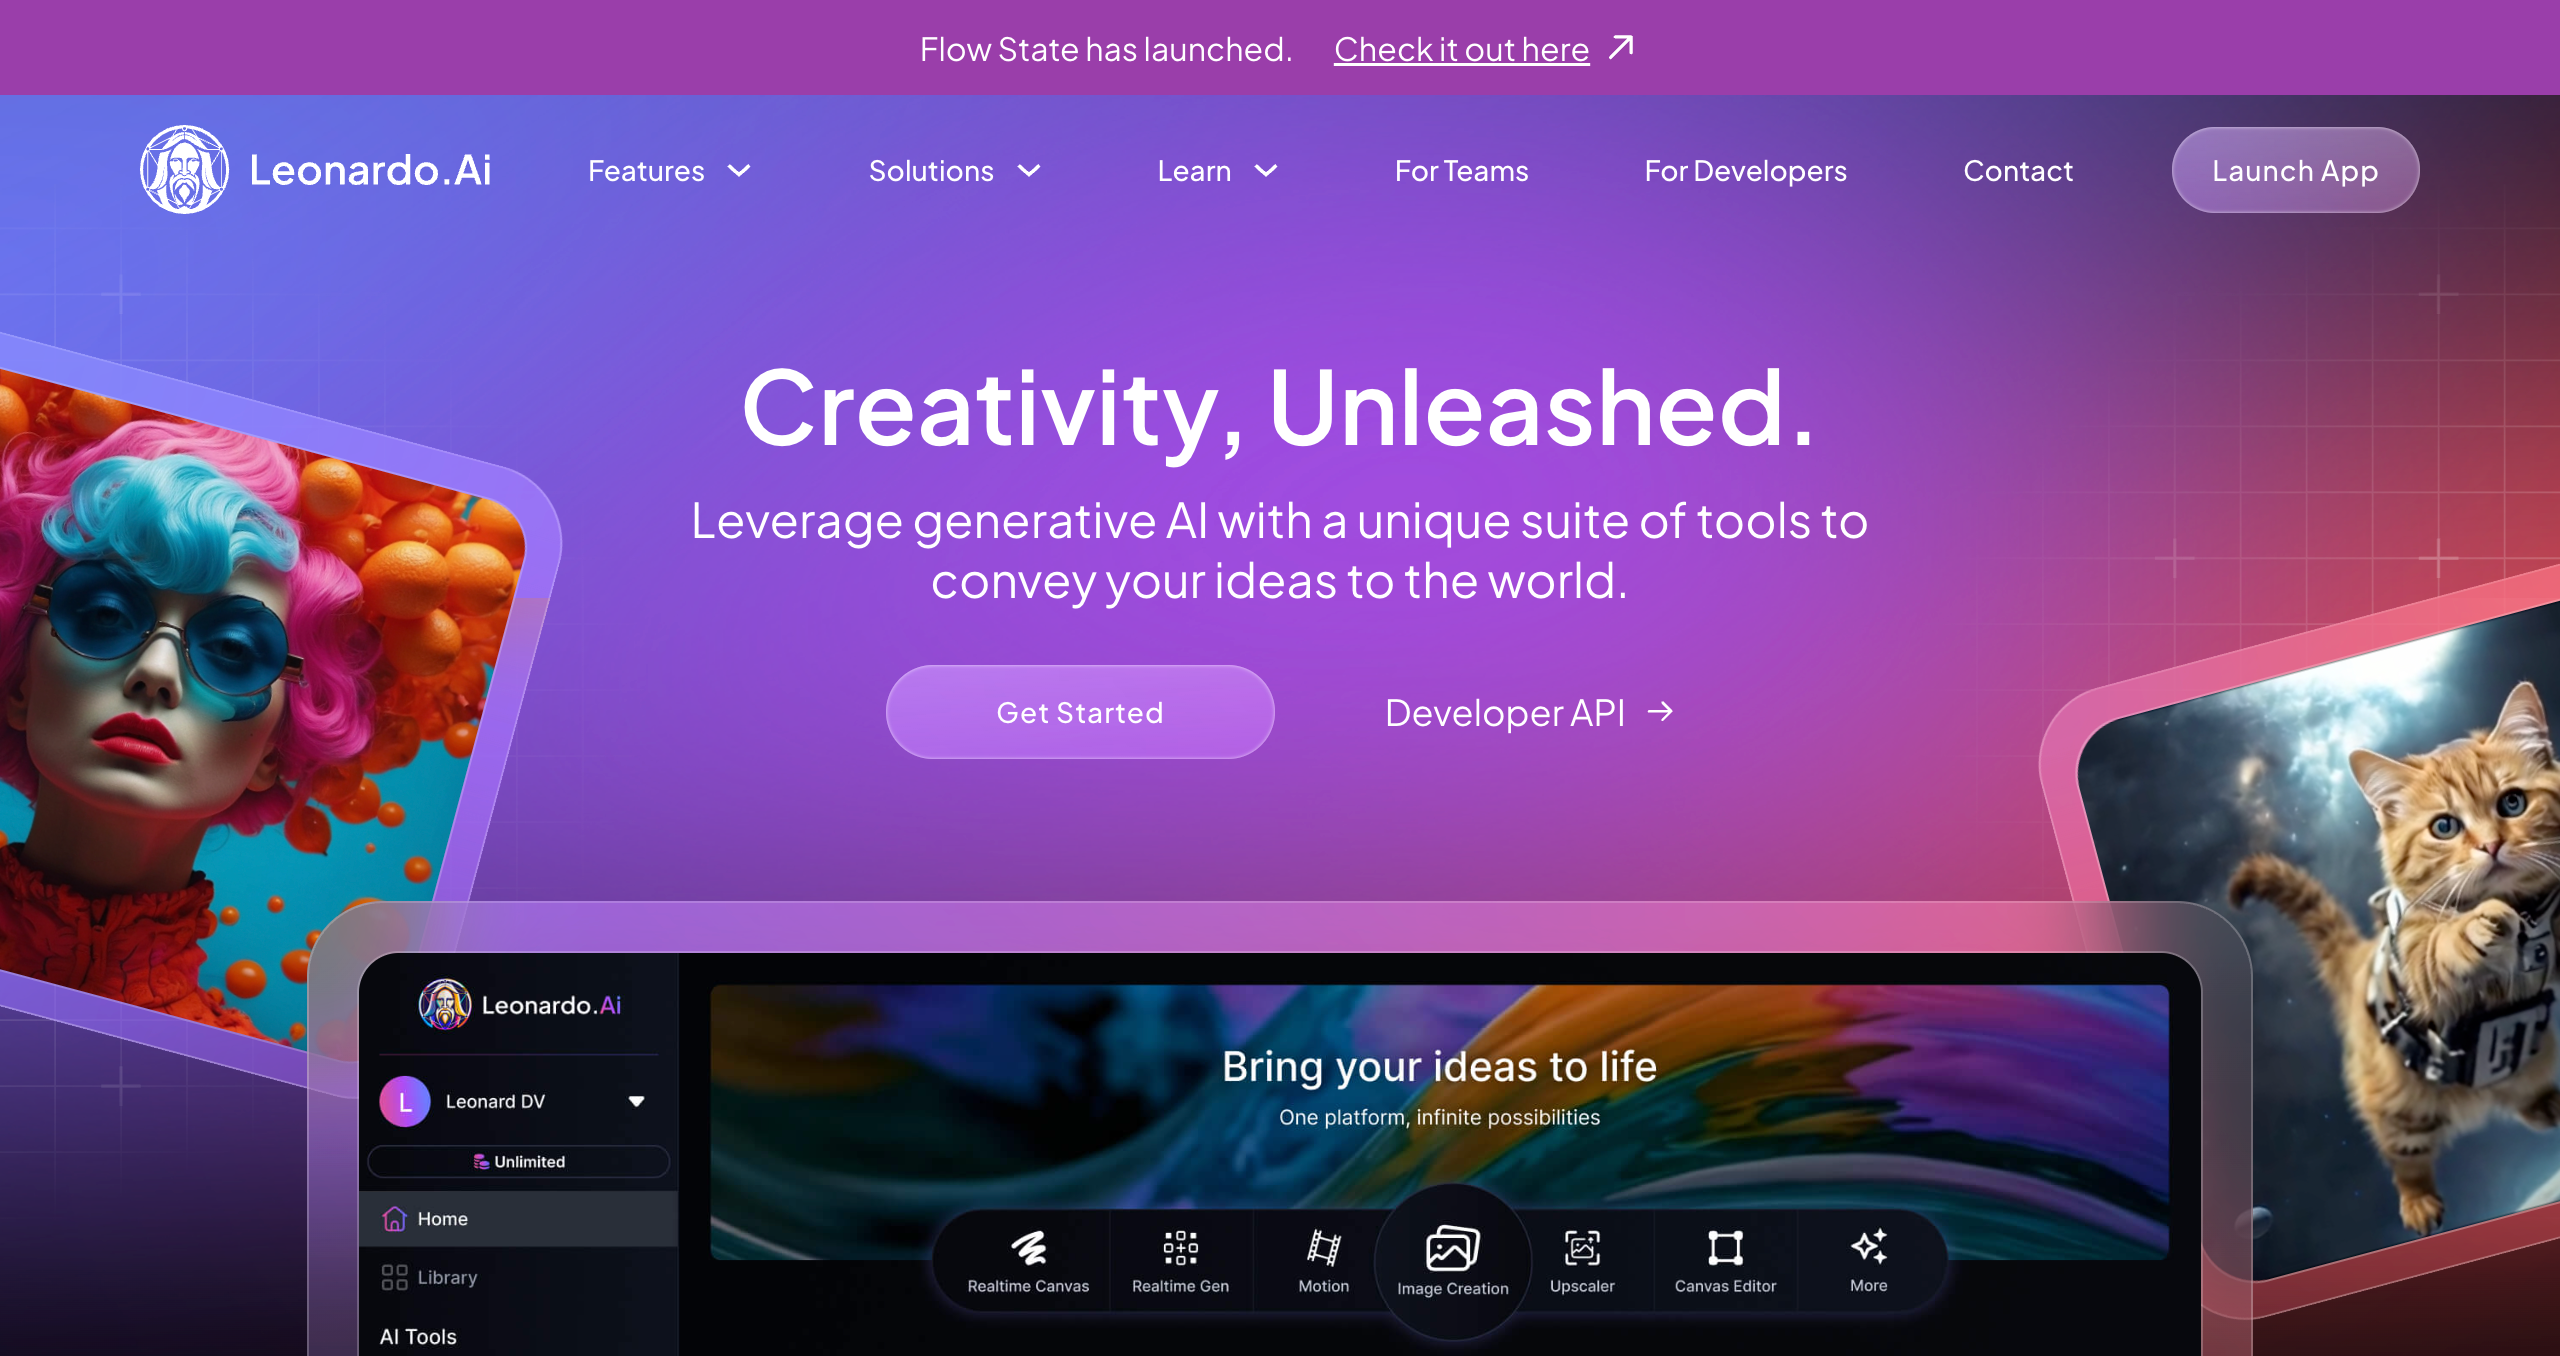 Flow State has launched. Check it out here
Leonardo.Ai
Features
Solutions
Learn
For Teams
For Developers
Contact
Launch App
Creativity, Unleashed.
Leverage generative AI with a unique suite of tools to
convey your ideas to the world.
Get Started
Developer API
Leonardo.Ai
L
Leonard DV
Unlimited
Home
Library
AI Tools
Bring your ideas to life
One platform, infinite possibilities
Realtime Canvas
Realtime Gen
Motion
Image Creation
Upscaler
Canvas Editor
More